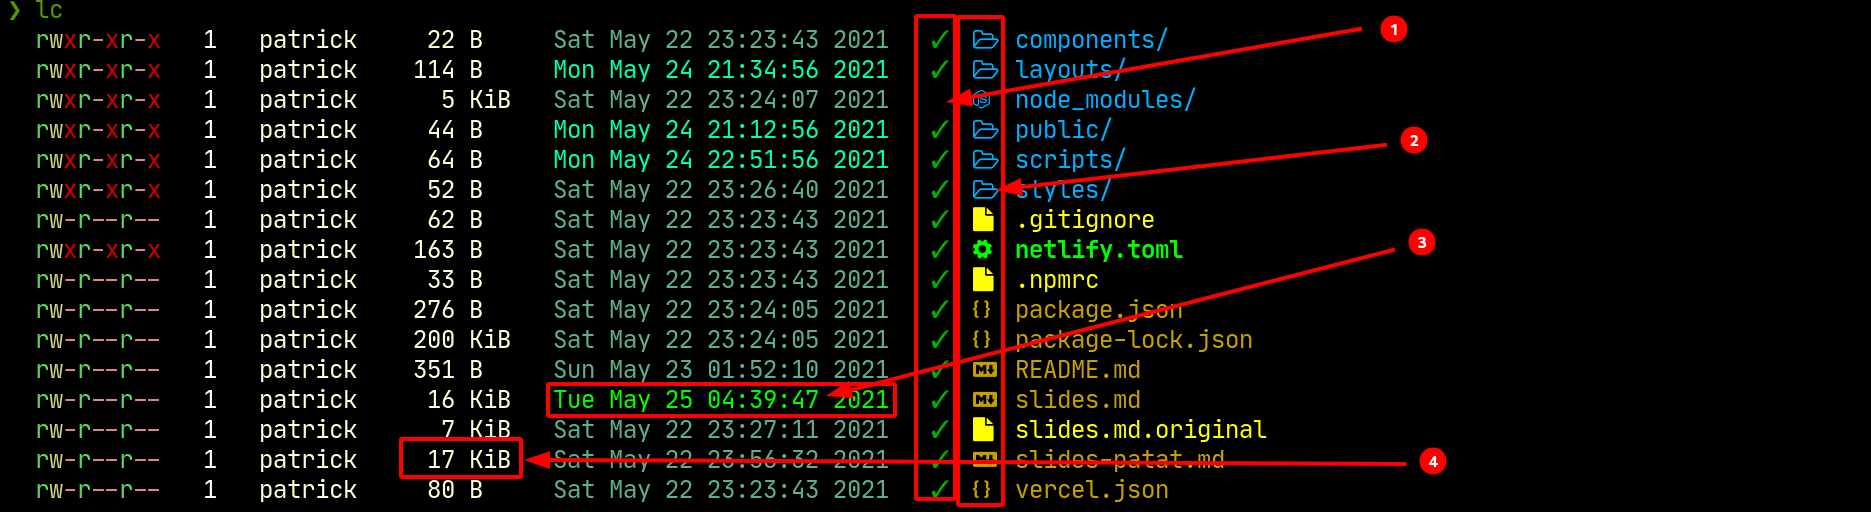 ❯ lc
rwxr-xr-x 1 patrick 22 B Sat May 22 23:23:43 2021 ✓ components/ 1
rwxr-xr-x 1 patrick 114 B Mon May 24 21:34:56 2021 ✓ layouts/
rwxr-xr-x 1 patrick 5 KiB Sat May 22 23:24:07 2021 node_modules/
rwxr-xr-x 1 patrick 44 B Mon May 24 21:12:56 2021 ✓ public/ 2
rwxr-xr-x 1 patrick 64 B Mon May 24 22:51:56 2021 ✓ scripts/
rwxr-xr-x 1 patrick 52 B Sat May 22 23:26:40 2021 ✓ styles/
rw-r--r-- 1 patrick 62 B Sat May 22 23:23:43 2021 ✓ .gitignore
rwxr-xr-x 1 patrick 163 B Sat May 22 23:23:43 2021 ✓ netlify.toml 3
rw-r--r-- 1 patrick 33 B Sat May 22 23:23:43 2021 ✓ .npmrc
rw-r--r-- 1 patrick 276 B Sat May 22 23:24:05 2021 ✓ {} package.json
rw-r--r-- 1 patrick 200 KiB Sat May 22 23:24:05 2021 ✓ {} package-lock.json
rw-r--r-- 1 patrick 351 B Sun May 23 01:52:10 2021 ✓ M↓ README.md
rw-r--r-- 1 patrick 16 KiB Tue May 25 04:39:47 2021 ✓ M↓ slides.md
rw-r--r-- 1 patrick 7 KiB Sat May 22 23:27:11 2021 ✓ slides.md.original
rw-r--r-- 1 patrick 17 KiB Sat May 22 23:56:32 2021 ✓ M↓ slides-patat.md 4
rw-r--r-- 1 patrick 80 B Sat May 22 23:23:43 2021 ✓ {} vercel.json